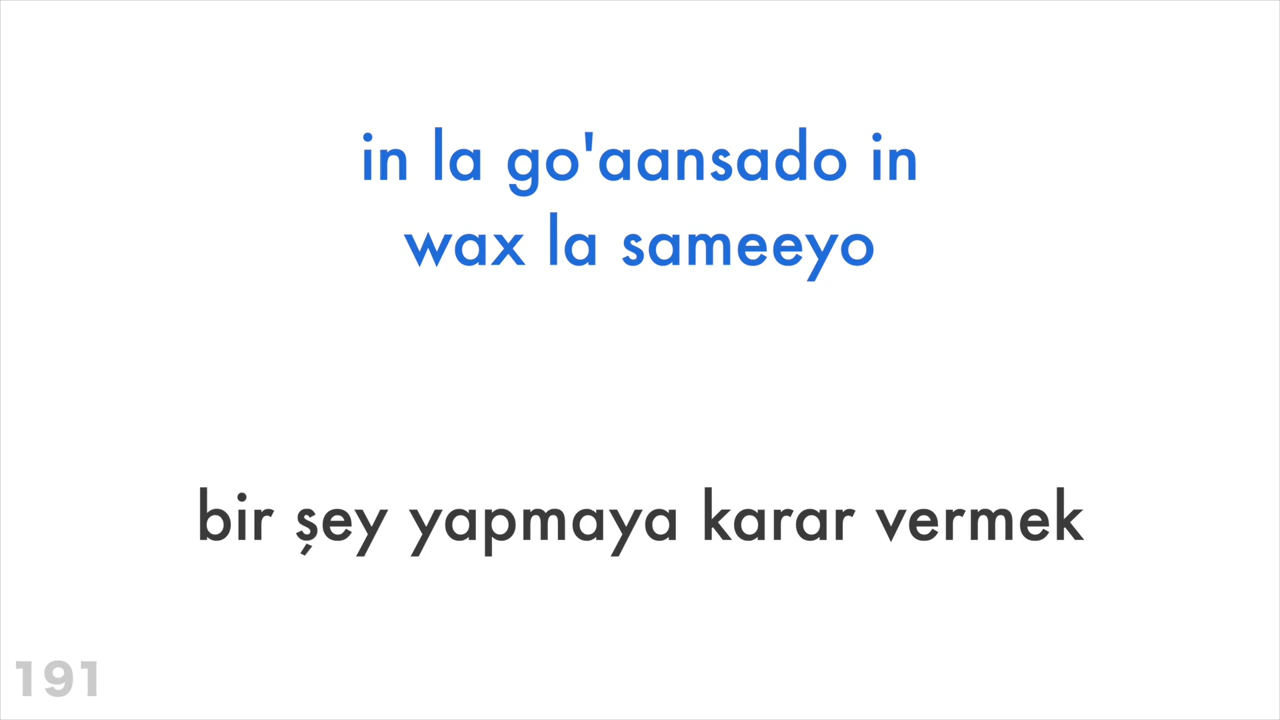 in la go'aansado in
wax la sameeyo
bir şey yapmaya karar vermek
191